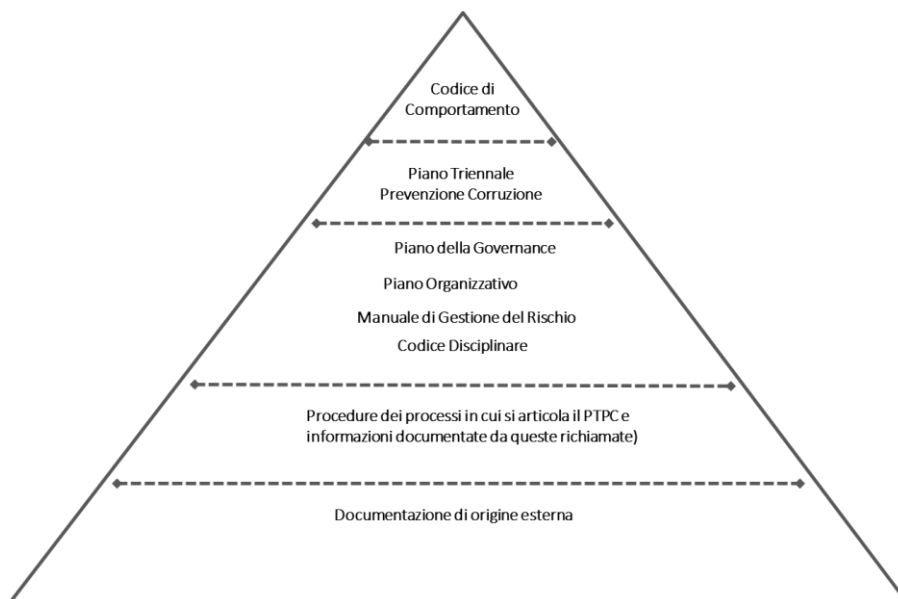 Codice di
Comportamento
Piano Triennale
Prevenzione Corruzione
Piano della Governance
Piano Organizzativo
Manuale di Gestione del Rischio
Codice Disciplinare
Procedure dei processi in cui si articola il PTPC e
informazioni documentate da queste richiamate)
Documentazione di origine esterna